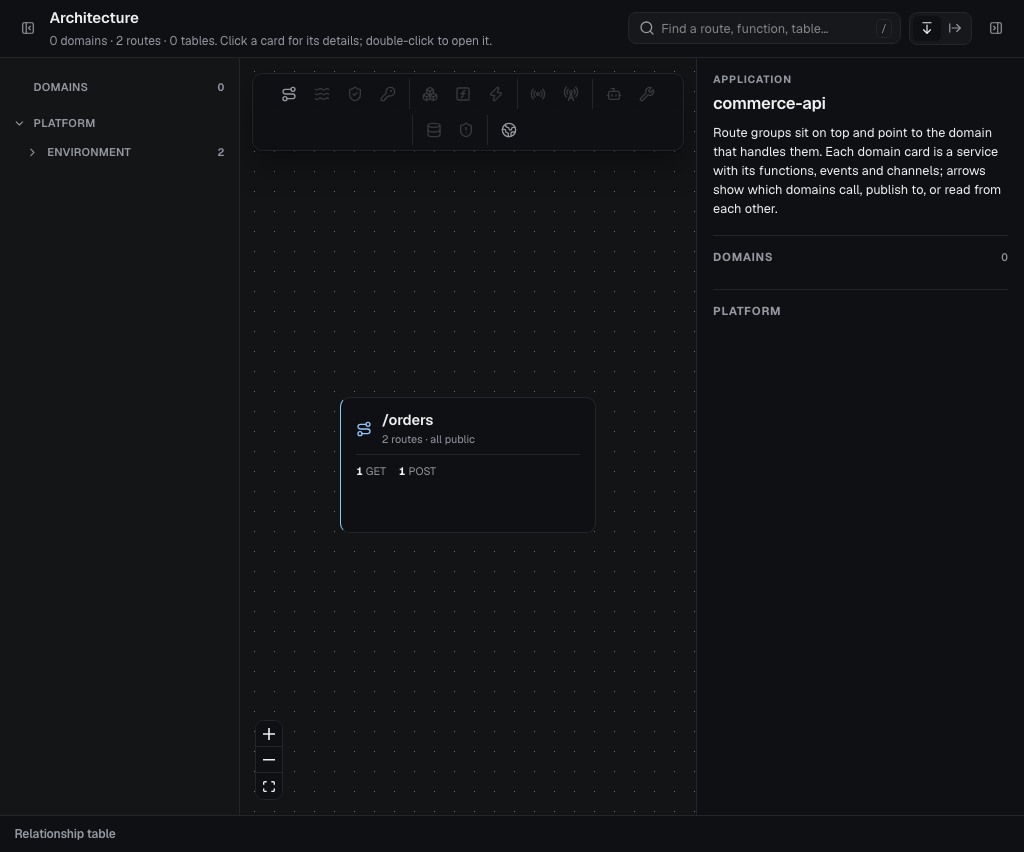 Architecture
0 domains · 2 routes · 0 tables. Click a card for its details; double-click to open it.
Find a route, function, table...
/
DOMAINS 0
PLATFORM
ENVIRONMENT 2
/orders
2 routes · all public
1 GET 1 POST
APPLICATION
commerce-api
Route groups sit on top and point to the domain
that handles them. Each domain card is a service
with its functions, events and channels; arrows
show which domains call, publish to, or read from
each other.
DOMAINS 0
PLATFORM
Relationship table